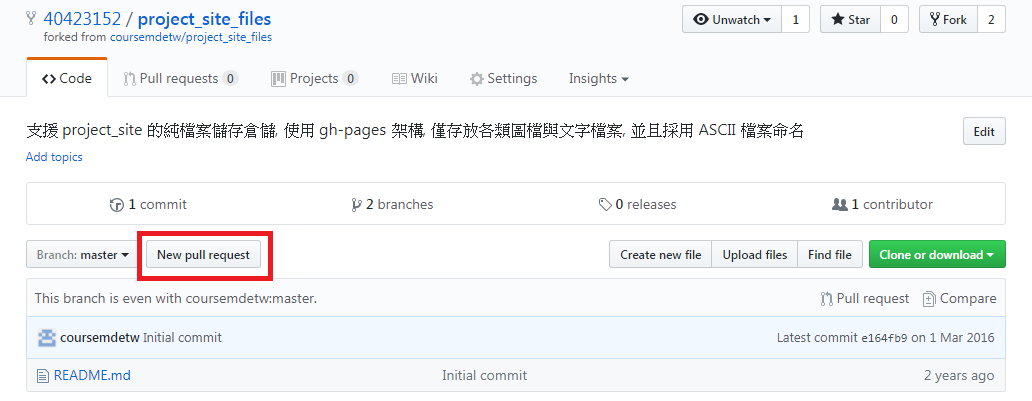 40423152 / project_site_files Unwatch 1 Star 0 Fork 2
forked from coursemdetw/project_site_files
Code Pull requests 0 Projects 0 Wiki Settings Insights
支援 project_site 的純檔案儲存倉儲, 使用 gh-pages 架構, 僅存放各類圖檔與文字檔案, 並且採用 ASCII 檔案命名 Edit
Add topics
1 commit 2 branches 0 releases 1 contributor
Branch: master New pull request Create new file Upload files Find file Clone or download
This branch is even with coursemdetw:master. Pull request Compare
coursemdetw Initial commit Latest commit e164fb9 on 1 Mar 2016
README.md Initial commit 2 years ago